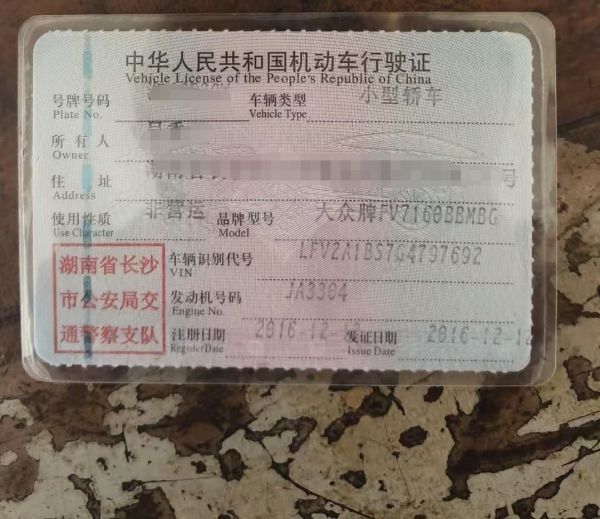 中华人民共和国机动车行驶证
Vehicle License of the People's Republic of China
号牌号码 车辆类型 小型轿车
Plate No. Vehicle Type
所有人
Owner
住址 湖南省 号
Address
使用性质 非营运 品牌型号 大众牌FV7160BBMBG
Use Character Model
湖南省长沙 车辆识别代号 LFV2A1BS7G4797692
VIN
市公安局交 发动机号码 JA3304
Engine No.
通警察支队 注册日期 2016-12-12 发证日期 2016-12-12
Register Date Issue Date